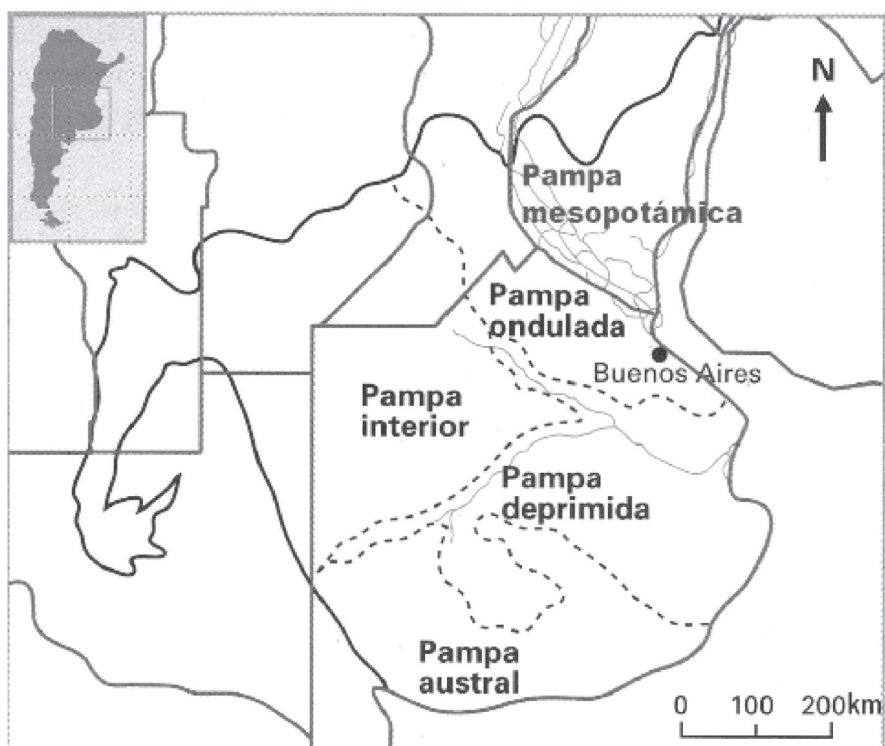 N
Pampa
mesopotámica
Pampa
ondulada
Buenos Aires
Pampa
interior
Pampa
deprimida
Pampa
austral
0 100 200km